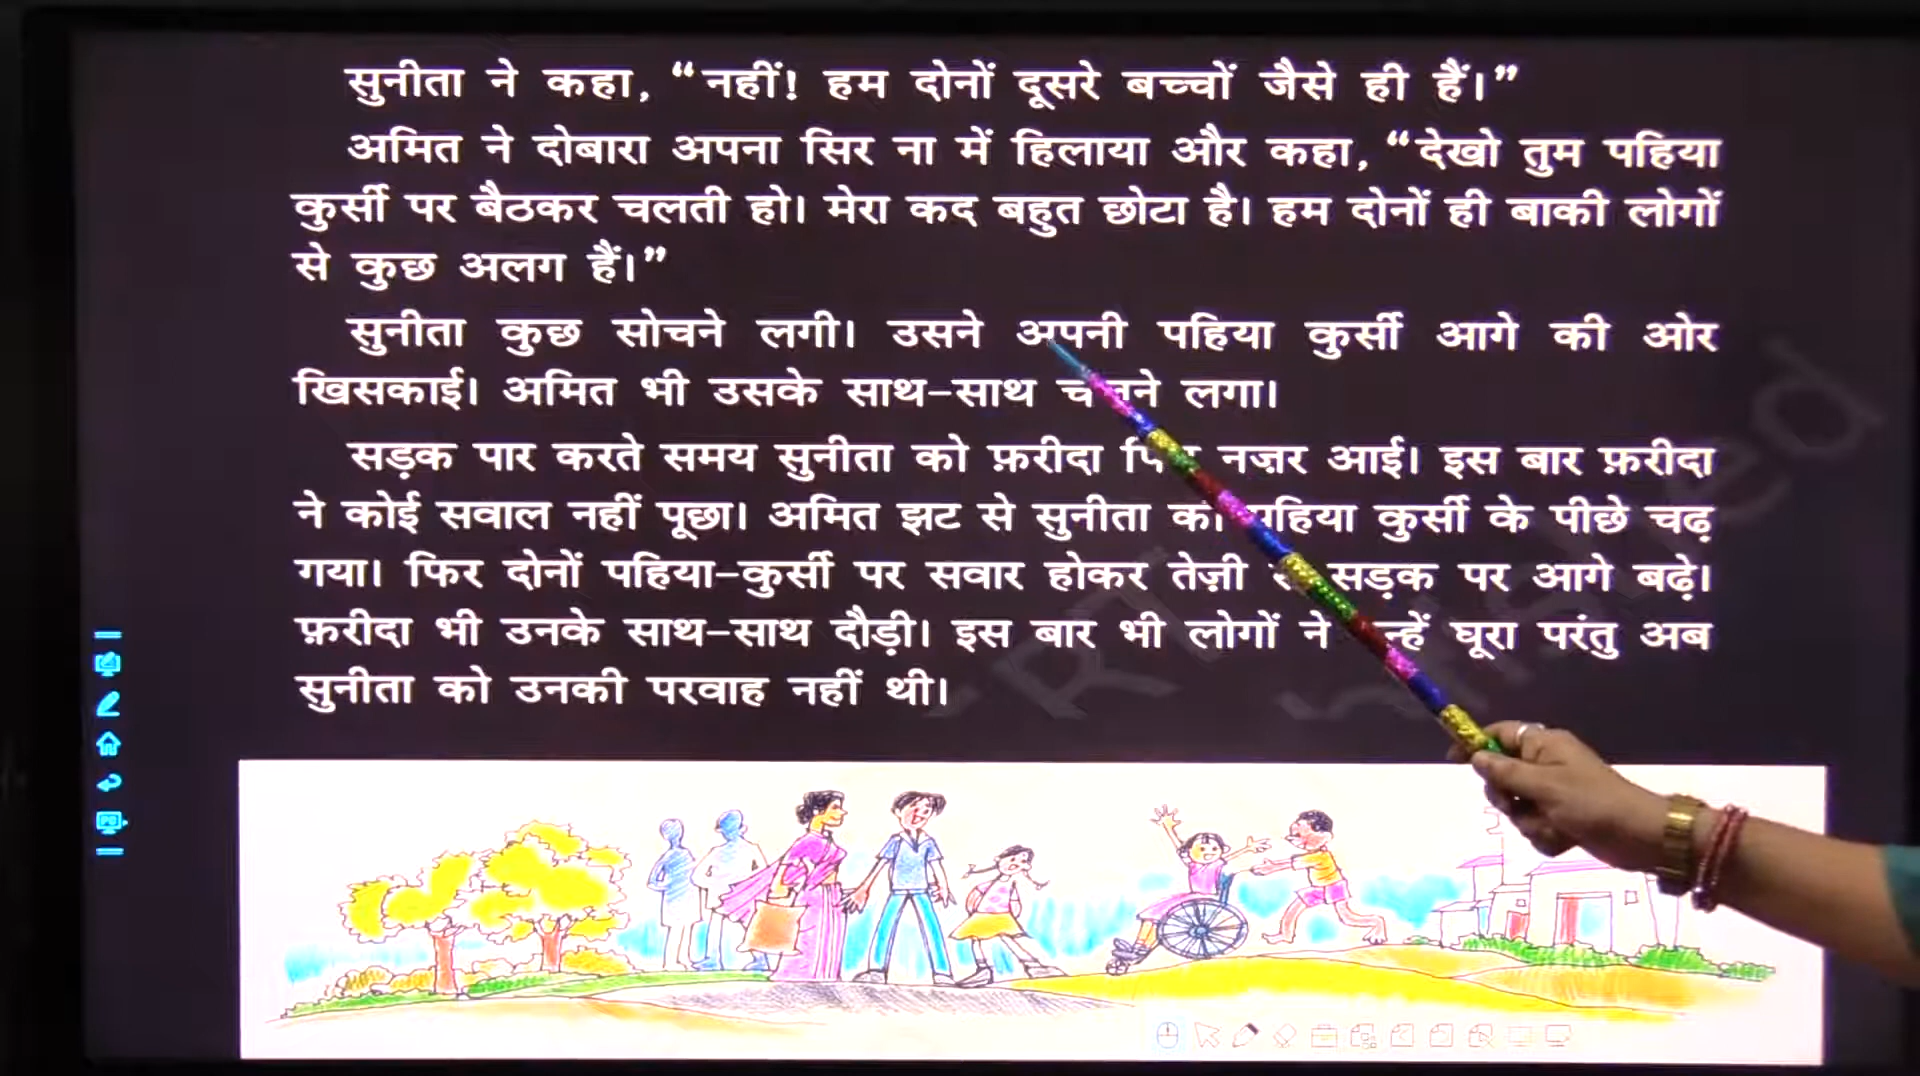 सुनीता ने कहा, “नहीं! हम दोनों दूसरे बच्चों जैसे ही हैं।”
अमित ने दोबारा अपना सिर ना में हिलाया और कहा, “देखो तुम पहिया
कुर्सी पर बैठकर चलती हो। मेरा कद बहुत छोटा है। हम दोनों ही बाकी लोगों
से कुछ अलग हैं।”
सुनीता कुछ सोचने लगी। उसने अपनी पहिया कुर्सी आगे की ओर
खिसकाई। अमित भी उसके साथ-साथ लगा।
सड़क पार करते समय सुनीता को फ़रीदा नज़र आई। इस बार फ़रीदा
ने कोई सवाल नहीं पूछा। अमित झट से सुनीता कुर्सी के पीछे चढ़
गया। फिर दोनों पहिया-कुर्सी पर सवार होकर तेज़ी सड़क पर आगे बढ़े।
फ़रीदा भी उनके साथ-साथ दौड़ी। इस बार भी लोगों ने घूरा परंतु अब
सुनीता को उनकी परवाह नहीं थी।